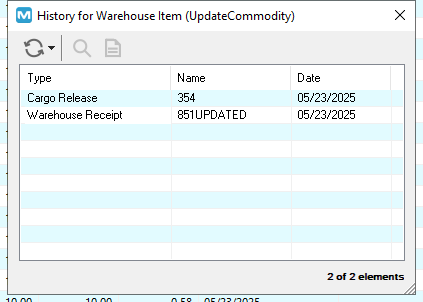 History for Warehouse Item (UpdateCommodity)
Type Name Date
Cargo Release 354 05/23/2025
Warehouse Receipt 851UPDATED 05/23/2025
2 of 2 elements
10.00 10.00 0.58 05/23/2025